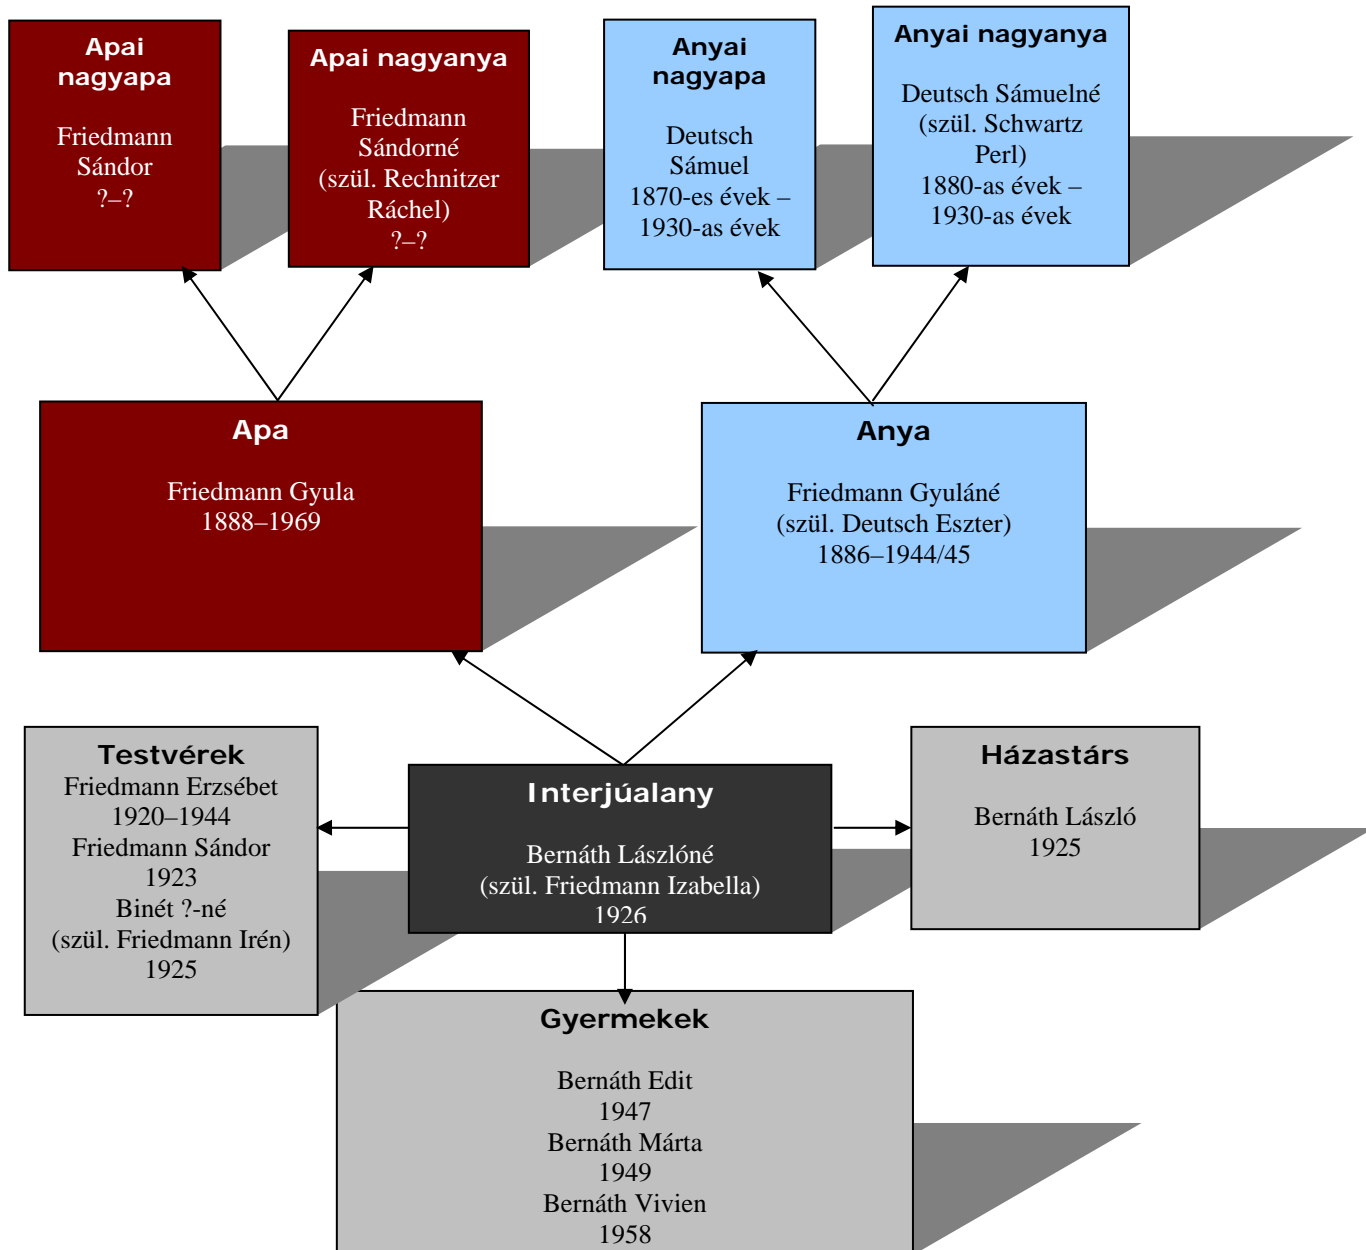 Apai
nagyapa
Friedmann
Sándor
?–?
Apai nagyanya
Friedmann
Sándorné
(szül. Rechnitzer
Ráchel)
?–?
Anyai
nagyapa
Deutsch
Sámuel
1870-es évek –
1930-as évek
Anyai nagyanya
Deutsch Sámuelné
(szül. Schwartz
Perl)
1880-as évek –
1930-as évek
Apa
Friedmann Gyula
1888–1969
Anya
Friedmann Gyuláné
(szül. Deutsch Eszter)
1886–1944/45
Testvérek
Friedmann Erzsébet
1920–1944
Friedmann Sándor
1923
Binét ?-né
(szül. Friedmann Irén)
1925
Interjúalany
Bernáth Lászlóné
(szül. Friedmann Izabella)
1926
Házastárs
Bernáth László
1925
Gyermekek
Bernáth Edit
1947
Bernáth Márta
1949
Bernáth Vivien
1958